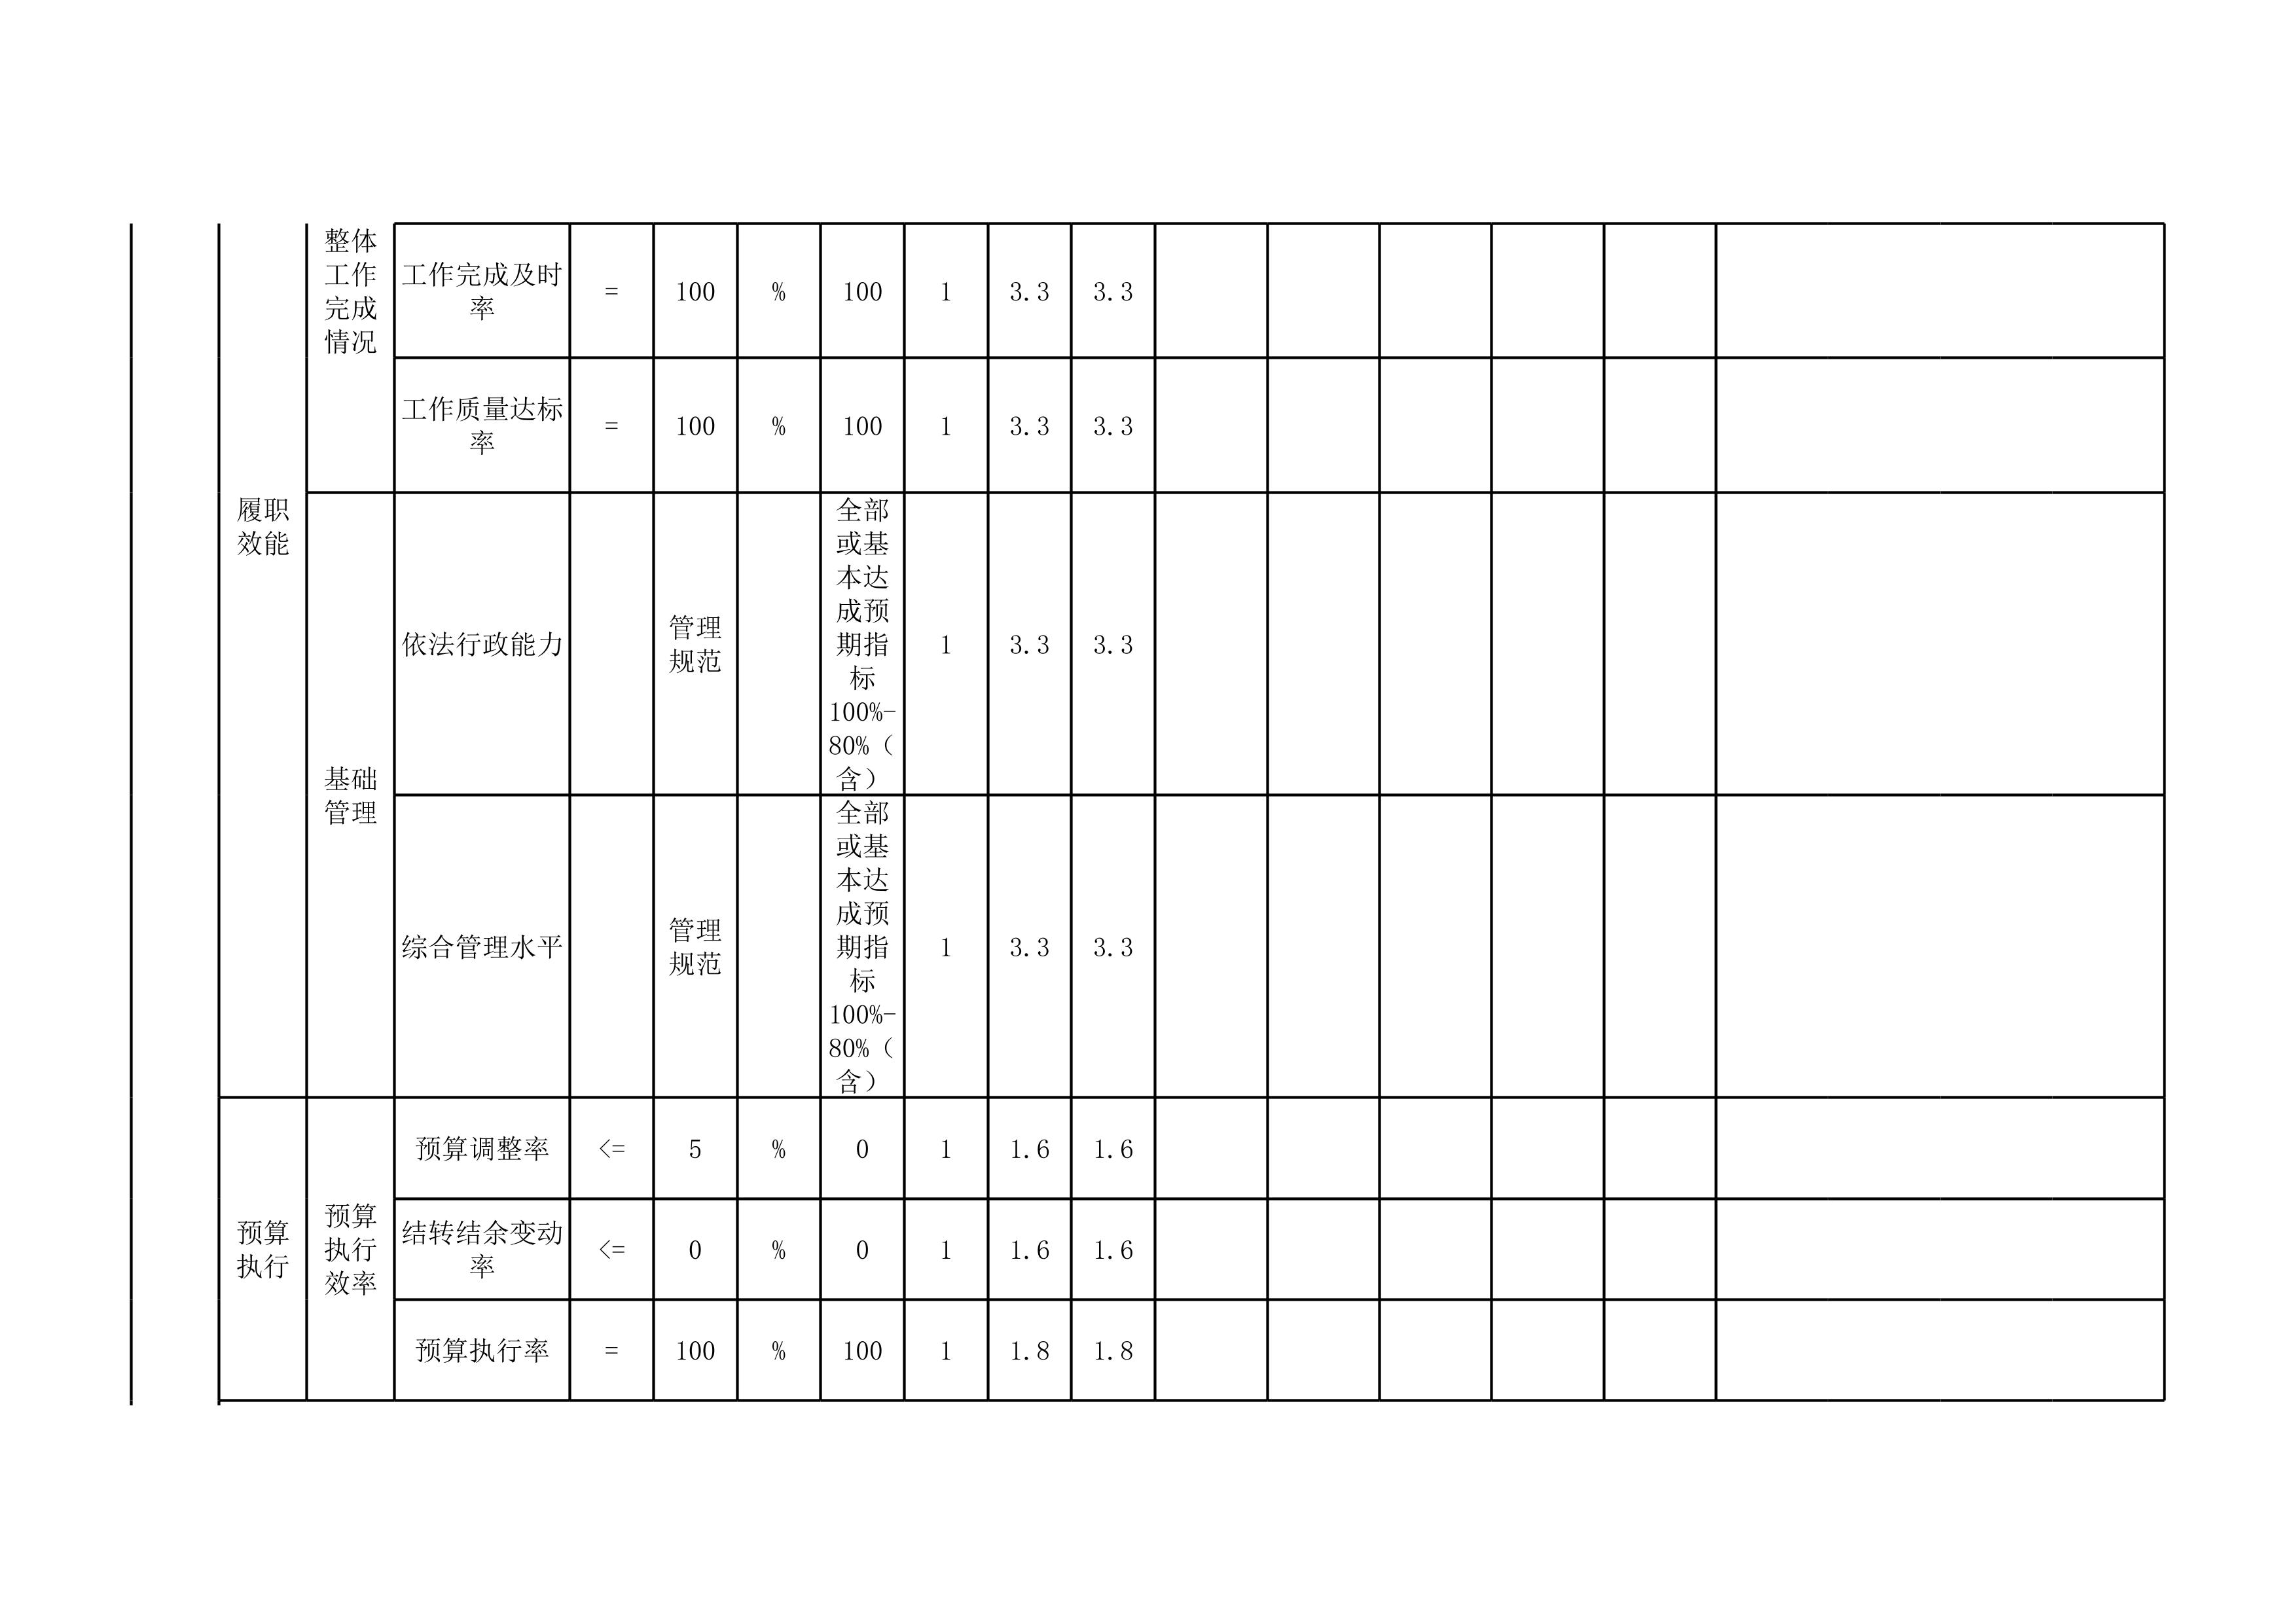 履职
效能
整体
工作
完成
情况
工作完成及时
率
=
100
%
100
1
3.3
3.3
工作质量达标
率
=
100
%
100
1
3.3
3.3
基础
管理
依法行政能力
管理
规范
全部
或基
本达
成预
期指
标
100%-
80%（
含）
1
3.3
3.3
综合管理水平
管理
规范
全部
或基
本达
成预
期指
标
100%-
80%（
含）
1
3.3
3.3
预算
执行
预算
执行
效率
预算调整率
<=
5
%
0
1
1.6
1.6
结转结余变动
率
<=
0
%
0
1
1.6
1.6
预算执行率
=
100
%
100
1
1.8
1.8